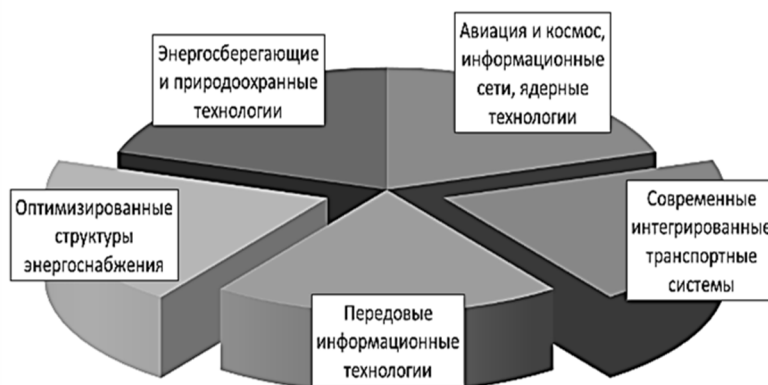 Энергосберегающие
и природоохранные
технологии
Авиация и космос,
информационные
сети, ядерные
технологии
Оптимизированные
структуры
энергоснабжения
Современные
интегрированные
транспортные
системы
Передовые
информационные
технологии